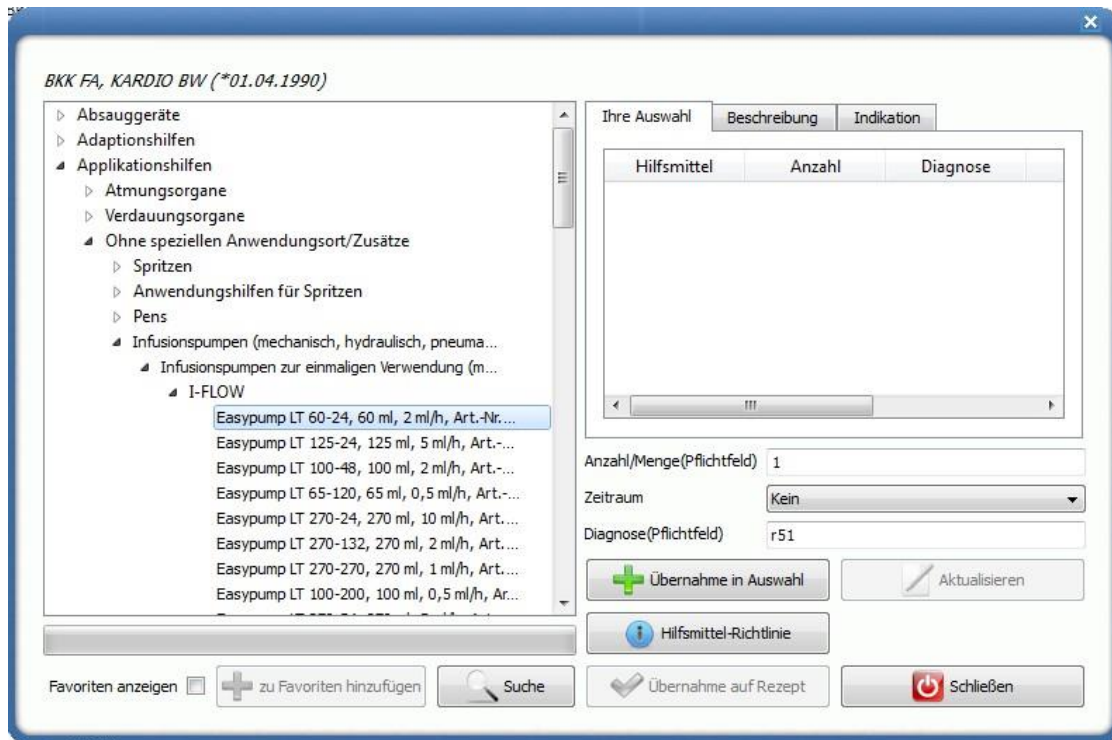 BKK FA, KARDIO BW (*01.04.1990)
Absauggeräte
Adaptionshilfen
Applikationshilfen
Atmungsorgane
Verdauungsorgane
Ohne speziellen Anwendungsort/Zusätze
Spritzen
Anwendungshilfen für Spritzen
Pens
Infusionspumpen (mechanisch, hydraulisch, pneuma...
Infusionspumpen zur einmaligen Verwendung (m...
I-FLOW
Easypump LT 60-24, 60 ml, 2 ml/h, Art.-Nr....
Easypump LT 125-24, 125 ml, 5 ml/h, Art.-...
Easypump LT 100-48, 100 ml, 2 ml/h, Art.-...
Easypump LT 65-120, 65 ml, 0,5 ml/h, Art.-...
Easypump LT 270-24, 270 ml, 10 ml/h, Art....
Easypump LT 270-132, 270 ml, 2 ml/h, Art....
Easypump LT 270-270, 270 ml, 1 ml/h, Art....
Easypump LT 100-200, 100 ml, 0,5 ml/h, Ar...
Favoriten anzeigen
zu Favoriten hinzufügen
Suche
Ihre Auswahl Beschreibung Indikation
Hilfsmittel Anzahl Diagnose
Anzahl/Menge(Pflichtfeld) 1
Zeitraum Kein
Diagnose(Pflichtfeld) r51
Übernahme in Auswahl Aktualisieren
Hilfsmittel-Richtlinie
Übernahme auf Rezept Schließen